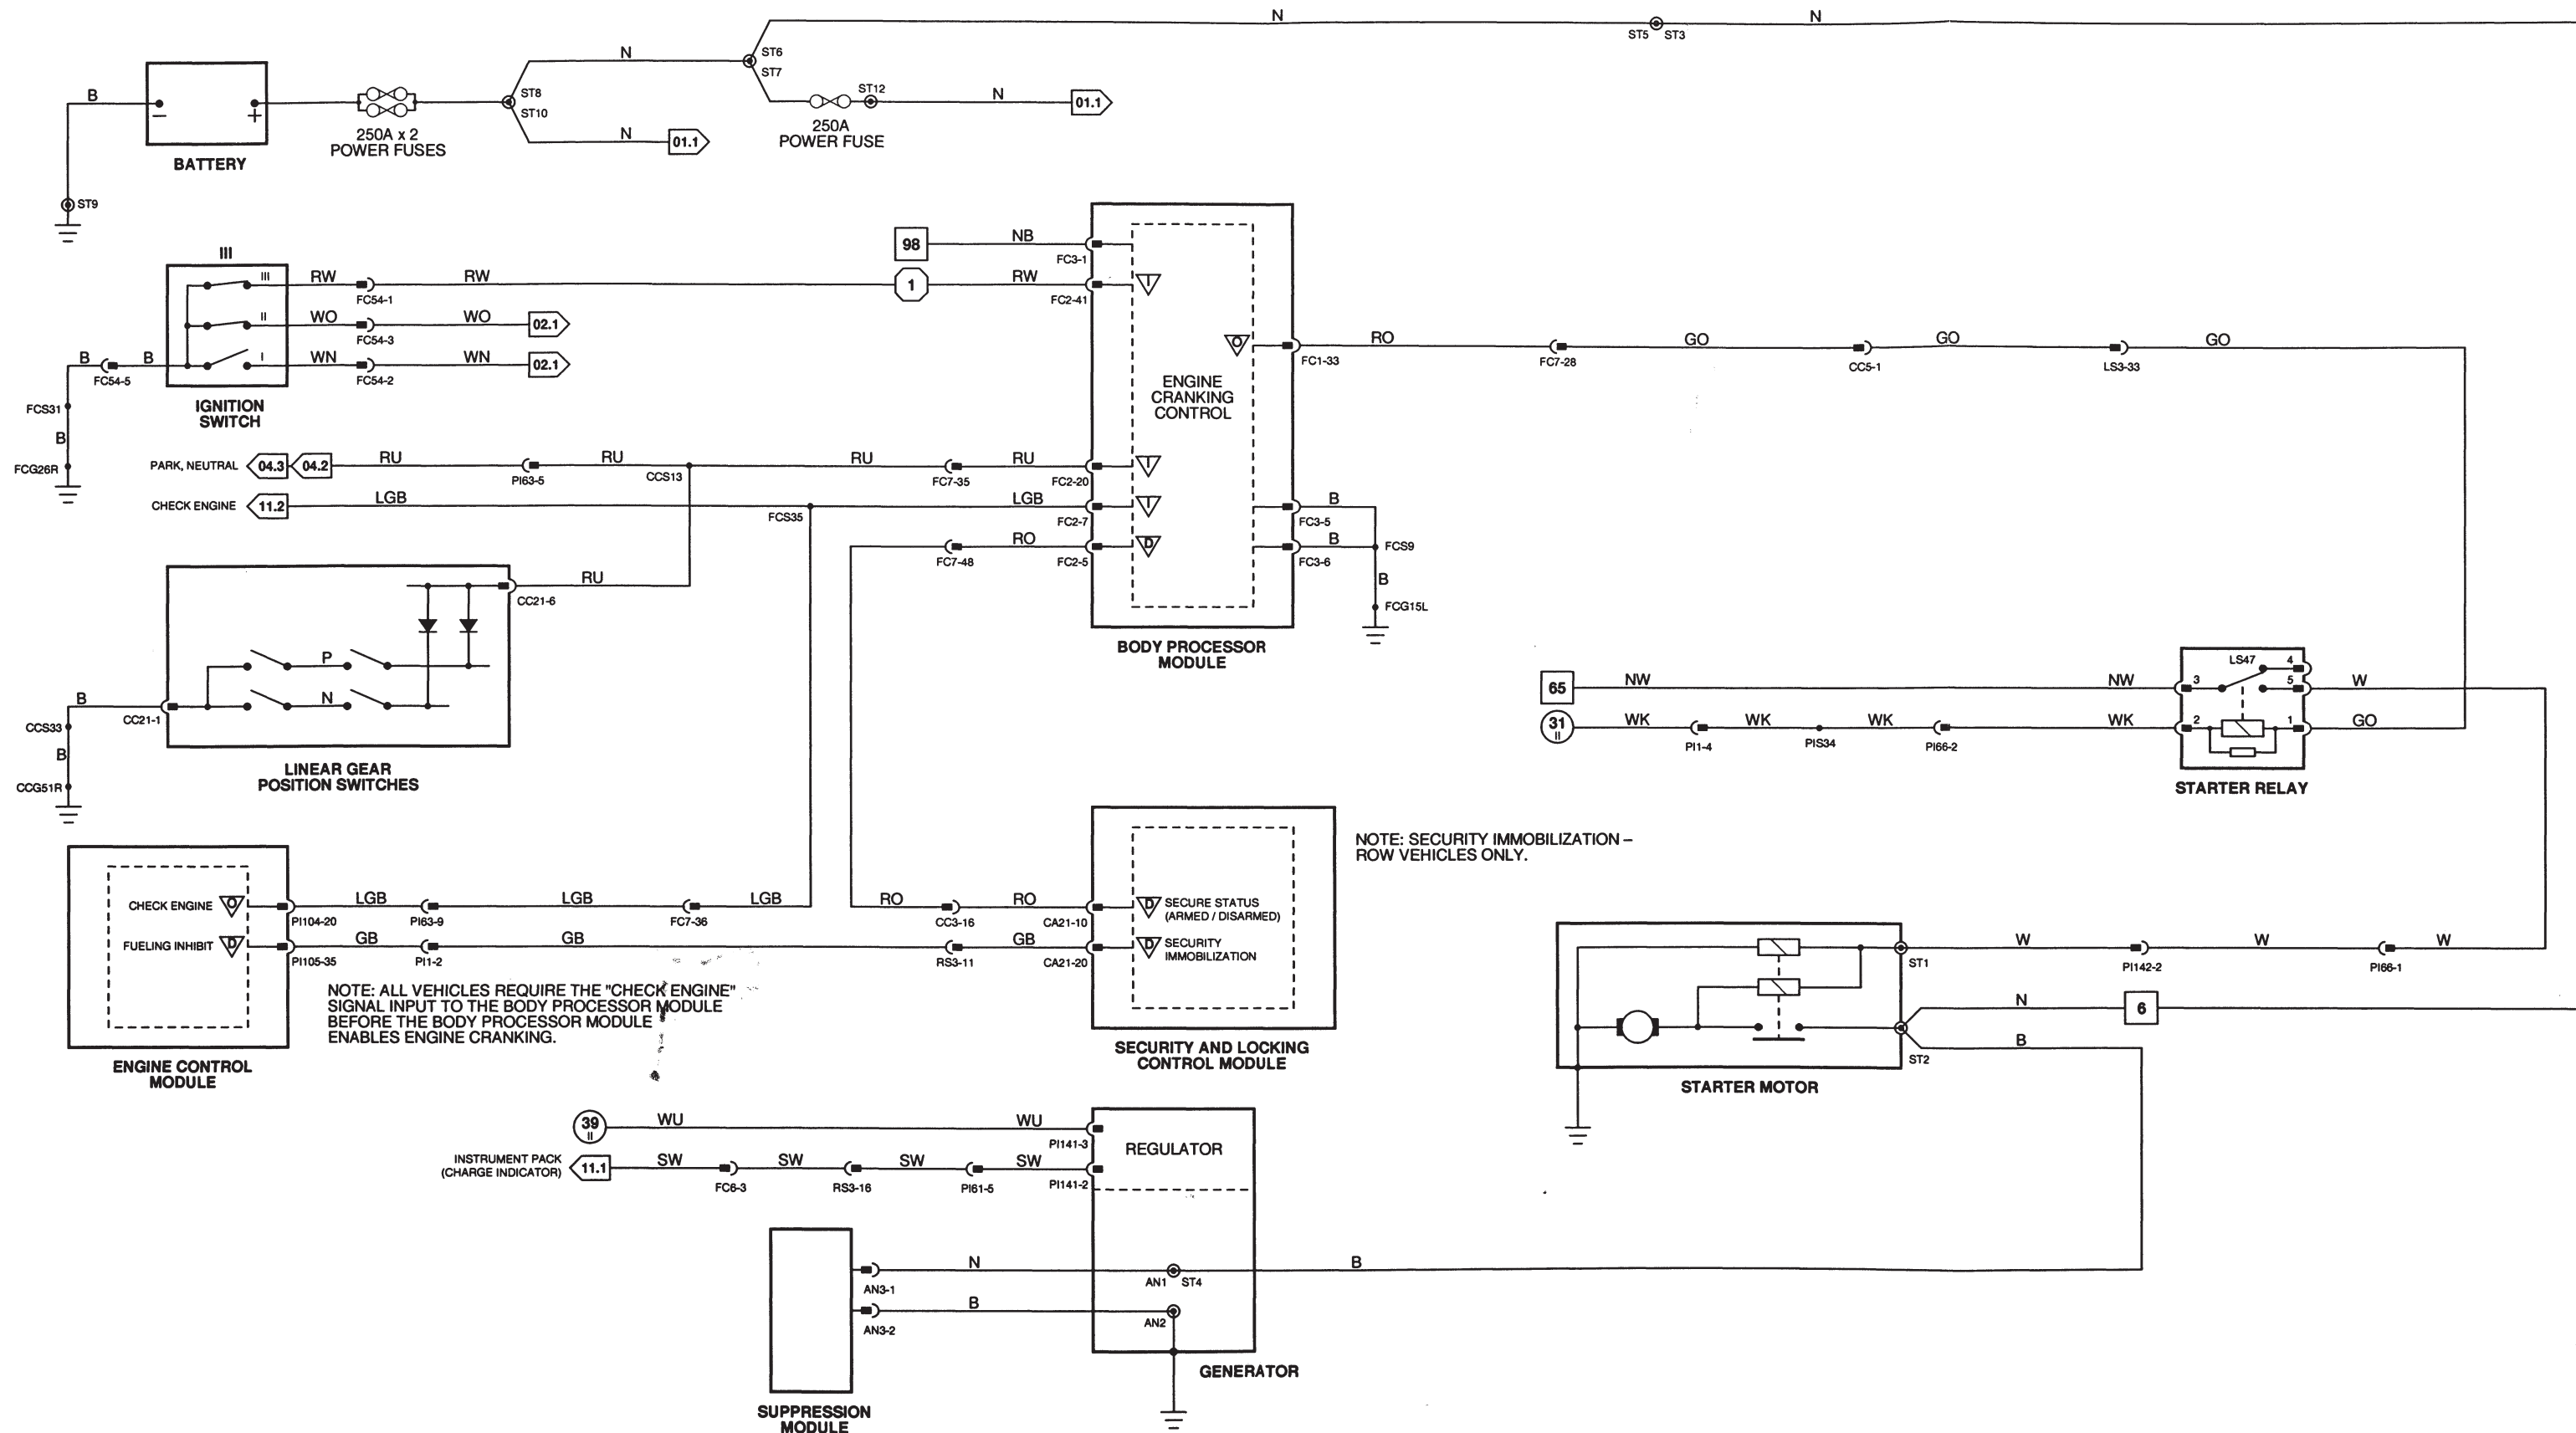 N
N
ST5 ST3
N
ST6
ST7
B
ST8
ST10
ST12
N
01.1
250A x 2
POWER FUSES
250A
POWER FUSE
N
01.1
− +
BATTERY
ST9
III
98
NB
FC3-1
III
RW
FC54-1
RW
1
RW
FC2-41
I
II
WO
FC54-3
WO
02.1
I
WN
FC54-2
WN
02.1
B
FC54-5
B
IGNITION
SWITCH
FCS31
B
FCG26R
O
FC1-33
RO
FC7-28
GO
CC5-1
GO
LS3-33
GO
ENGINE
CRANKING
CONTROL
PARK, NEUTRAL
04.3
04.2
RU
PI63-5
RU
CCS13
RU
FC7-35
RU
FC2-20
I
CHECK ENGINE
11.2
LGB
FCS35
LGB
FC2-7
I
FC3-5
B
FC7-48
RO
FC2-5
D
FC3-6
B
FCS9
B
FCG15L
BODY PROCESSOR
MODULE
RU
CC21-6
P
N
B
CC21-1
CCS33
B
CCG51R
LINEAR GEAR
POSITION SWITCHES
LS47
4
65
NW
NW
3
5
W
31
II
WK
PI1-4
WK
PIS34
WK
PI66-2
WK
2
1
GO
STARTER RELAY
NOTE: SECURITY IMMOBILIZATION –
ROW VEHICLES ONLY.
CHECK ENGINE
O
PI104-20
LGB
PI63-9
LGB
FC7-36
LGB
RO
CC3-16
RO
CA21-10
D
SECURE STATUS
(ARMED / DISARMED)
FUELING INHIBIT
D
PI105-35
GB
PI1-2
GB
RS3-11
GB
CA21-20
D
SECURITY
IMMOBILIZATION
NOTE: ALL VEHICLES REQUIRE THE "CHECK ENGINE"
SIGNAL INPUT TO THE BODY PROCESSOR MODULE
BEFORE THE BODY PROCESSOR MODULE
ENABLES ENGINE CRANKING.
ENGINE CONTROL
MODULE
SECURITY AND LOCKING
CONTROL MODULE
ST1
W
PI142-2
W
PI66-1
W
N
6
B
ST2
STARTER MOTOR
39
II
WU
WU
PI141-3
REGULATOR
INSTRUMENT PACK
(CHARGE INDICATOR)
11.1
SW
FC6-3
SW
RS3-16
SW
PI61-5
SW
PI141-2
AN3-1
N
AN1 ST4
B
AN3-2
B
AN2
GENERATOR
SUPPRESSION
MODULE